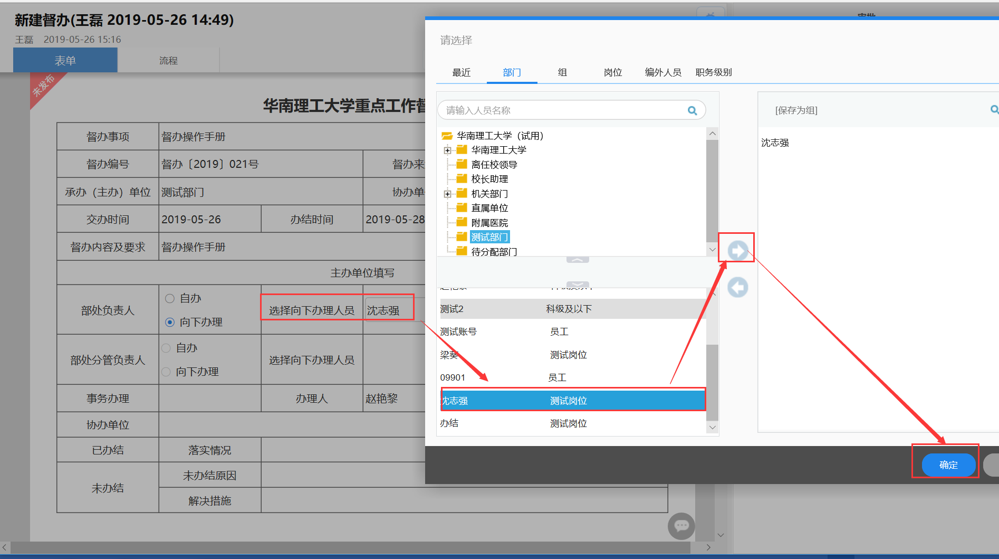 新建督办(王磊 2019-05-26 14:49)
王磊 2019-05-26 15:16
表单 流程
未发布
华南理工大学重点工作督
督办事项 督办操作手册
督办编号 督办〔2019〕021号 督办来
承办（主办）单位 测试部门 协办单
交办时间 2019-05-26 办结时间 2019-05-28
督办内容及要求 督办操作手册
主办单位填写
部处负责人 自办 向下办理 选择向下办理人员 沈志强
部处分管负责人 自办 向下办理 选择向下办理人员
事务办理 办理人 赵艳黎
协办单位
已办结 落实情况
未办结 未办结原因
解决措施
请选择
最近 部门 组 岗位 编外人员 职务级别
请输入人员名称
华南理工大学（试用）
华南理工大学
离任校领导
校长助理
机关部门
直属单位
附属医院
测试部门
待分配部门
测试2 科级及以下
测试账号 员工
梁葵 测试岗位
09901 员工
沈志强 测试岗位
办结 测试岗位
[保存为组]
沈志强
确定